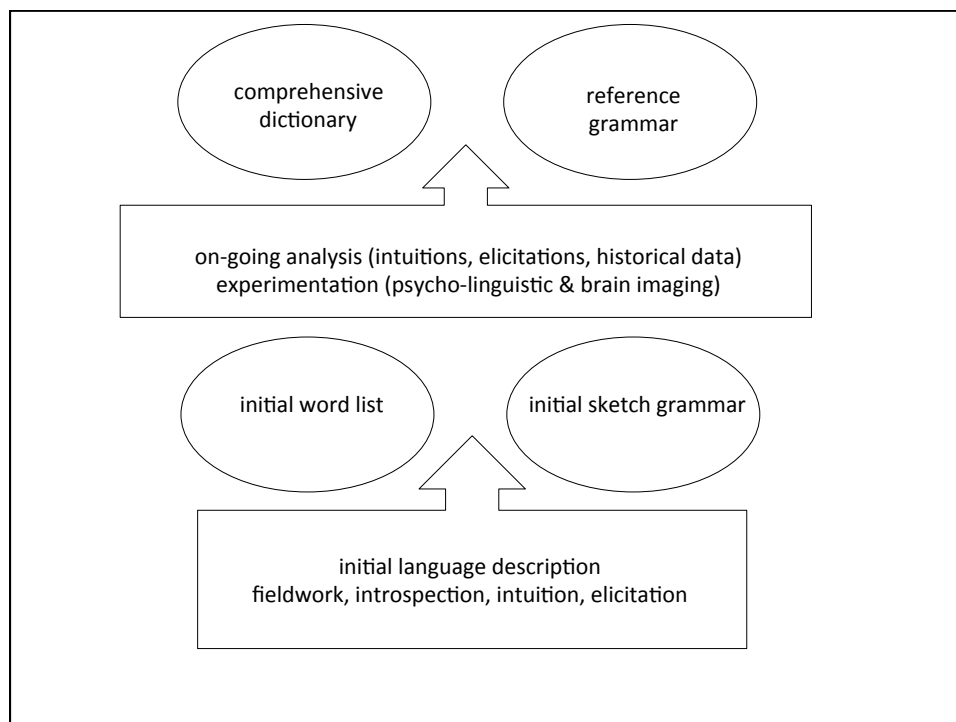 comprehensive
dictionary
reference
grammar
on-going analysis (intuitions, elicitations, historical data)
experimentation (psycho-linguistic & brain imaging)
initial word list
initial sketch grammar
initial language description
fieldwork, introspection, intuition, elicitation